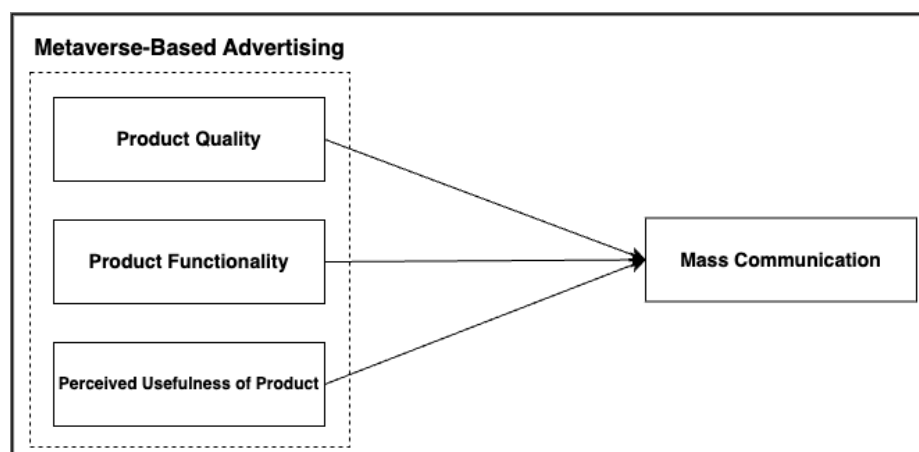 Metaverse-Based Advertising
Product Quality
Product Functionality
Mass Communication
Perceived Usefulness of Product